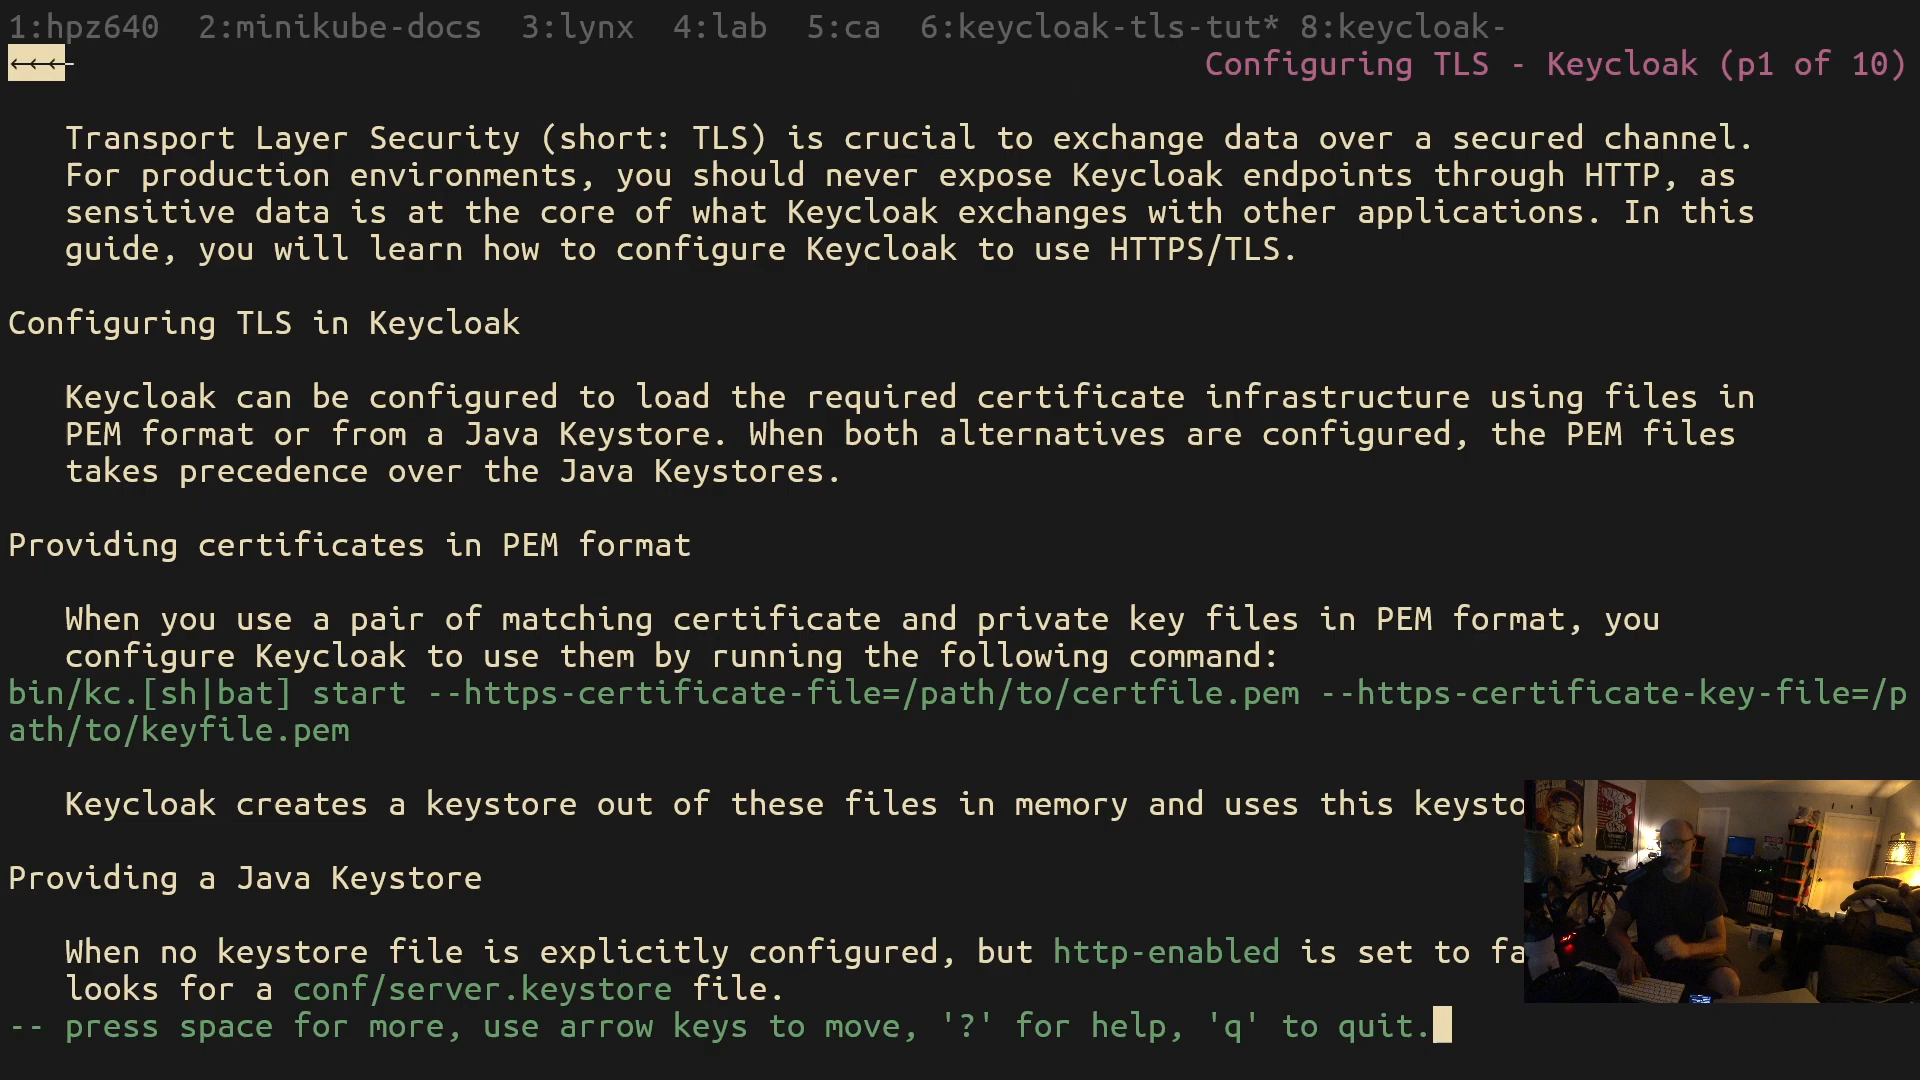 1:hpz640  2:minikube-docs  3:lynx  4:lab  5:ca  6:keycloak-tls-tut* 8:keycloak-
←←← Configuring TLS - Keycloak (p1 of 10)
Transport Layer Security (short: TLS) is crucial to exchange data over a secured channel.
For production environments, you should never expose Keycloak endpoints through HTTP, as
sensitive data is at the core of what Keycloak exchanges with other applications. In this
guide, you will learn how to configure Keycloak to use HTTPS/TLS.
Configuring TLS in Keycloak
Keycloak can be configured to load the required certificate infrastructure using files in
PEM format or from a Java Keystore. When both alternatives are configured, the PEM files
takes precedence over the Java Keystores.
Providing certificates in PEM format
When you use a pair of matching certificate and private key files in PEM format, you
configure Keycloak to use them by running the following command:
bin/kc.[sh|bat] start --https-certificate-file=/path/to/certfile.pem --https-certificate-key-file=/p
ath/to/keyfile.pem
Keycloak creates a keystore out of these files in memory and uses this keysto
Providing a Java Keystore
When no keystore file is explicitly configured, but http-enabled is set to fa
looks for a conf/server.keystore file.
-- press space for more, use arrow keys to move, '?' for help, 'q' to quit.